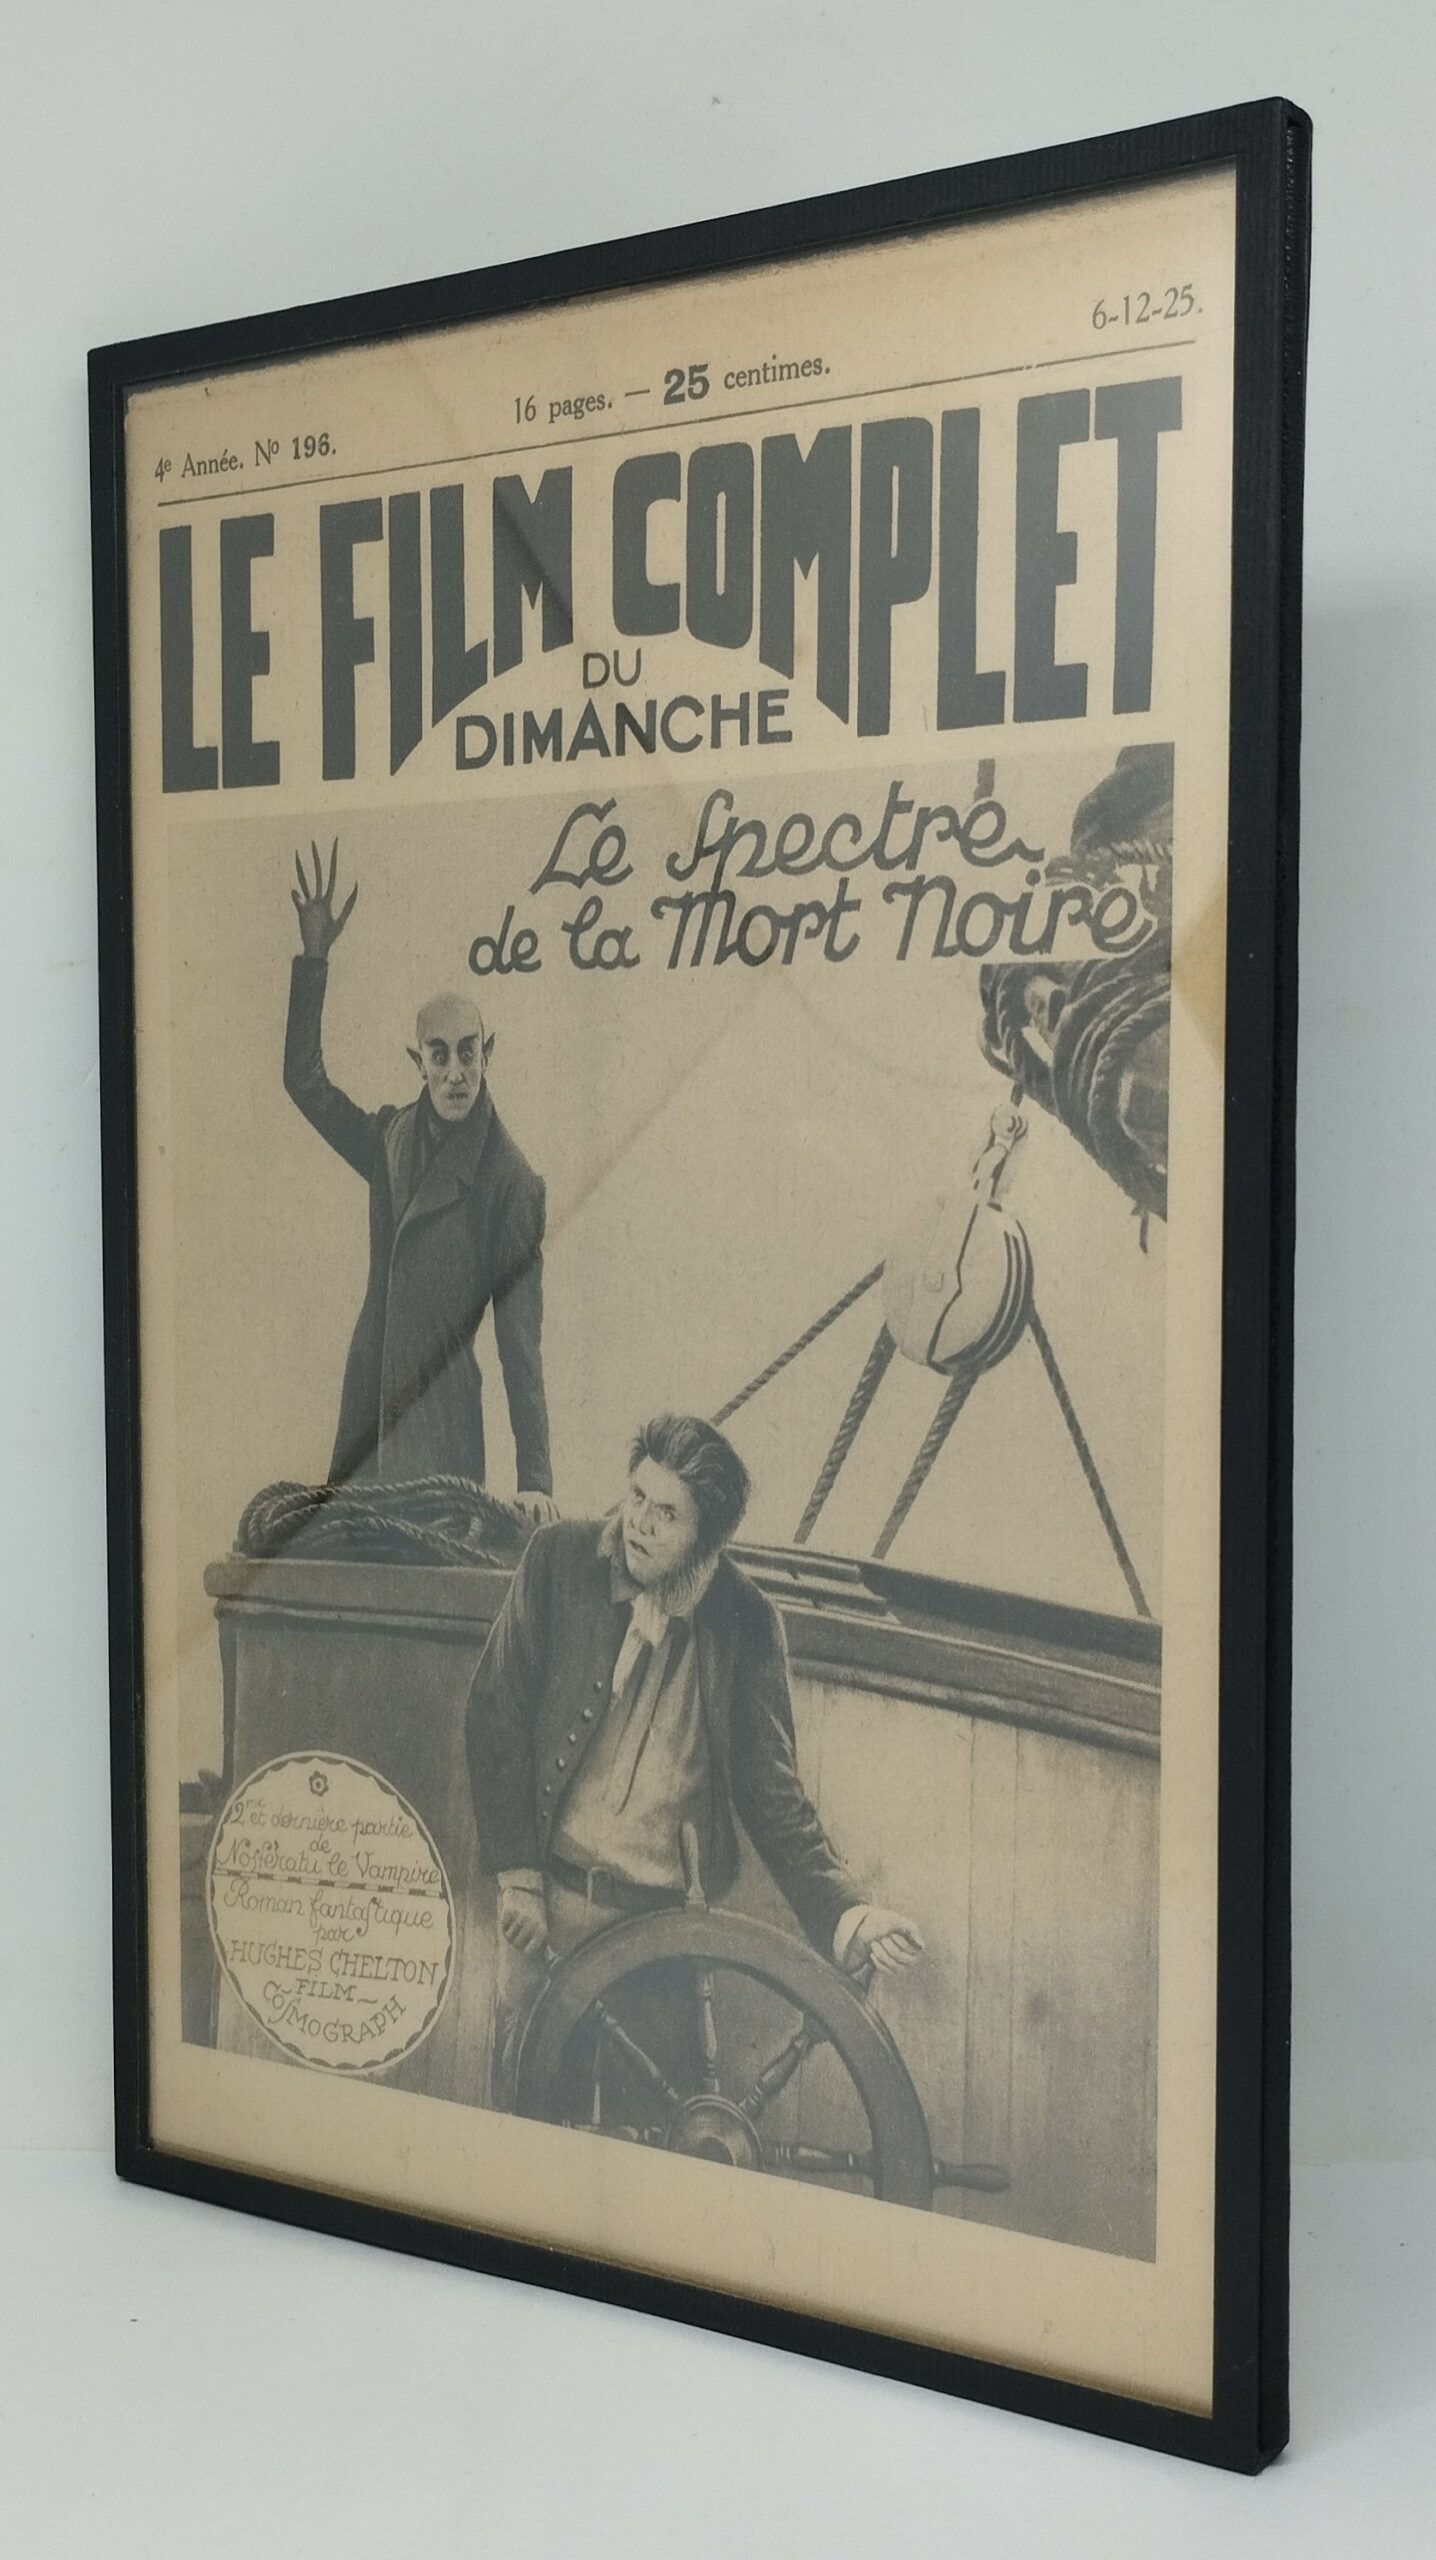 4e Année. No 196.
16 pages. — 25 centimes.
6-12-25.
LE FILM COMPLET
DU
DIMANCHE
Le Spectre
de la Mort Noire
2me et dernière partie
de
Nosferatu le Vampire
Roman fantastique
par
HUGHES CHELTON
FILM
COSMOGRAPH